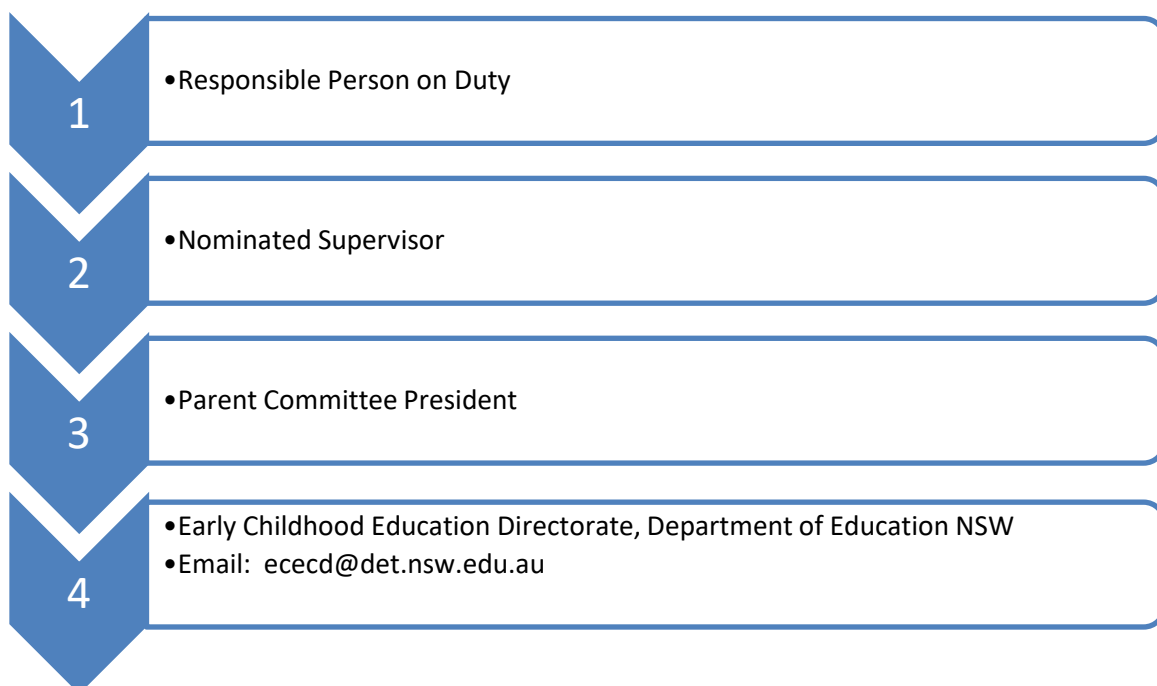 1
•Responsible Person on Duty
2
•Nominated Supervisor
3
•Parent Committee President
4
•Early Childhood Education Directorate, Department of Education NSW
•Email:  ececd@det.nsw.edu.au